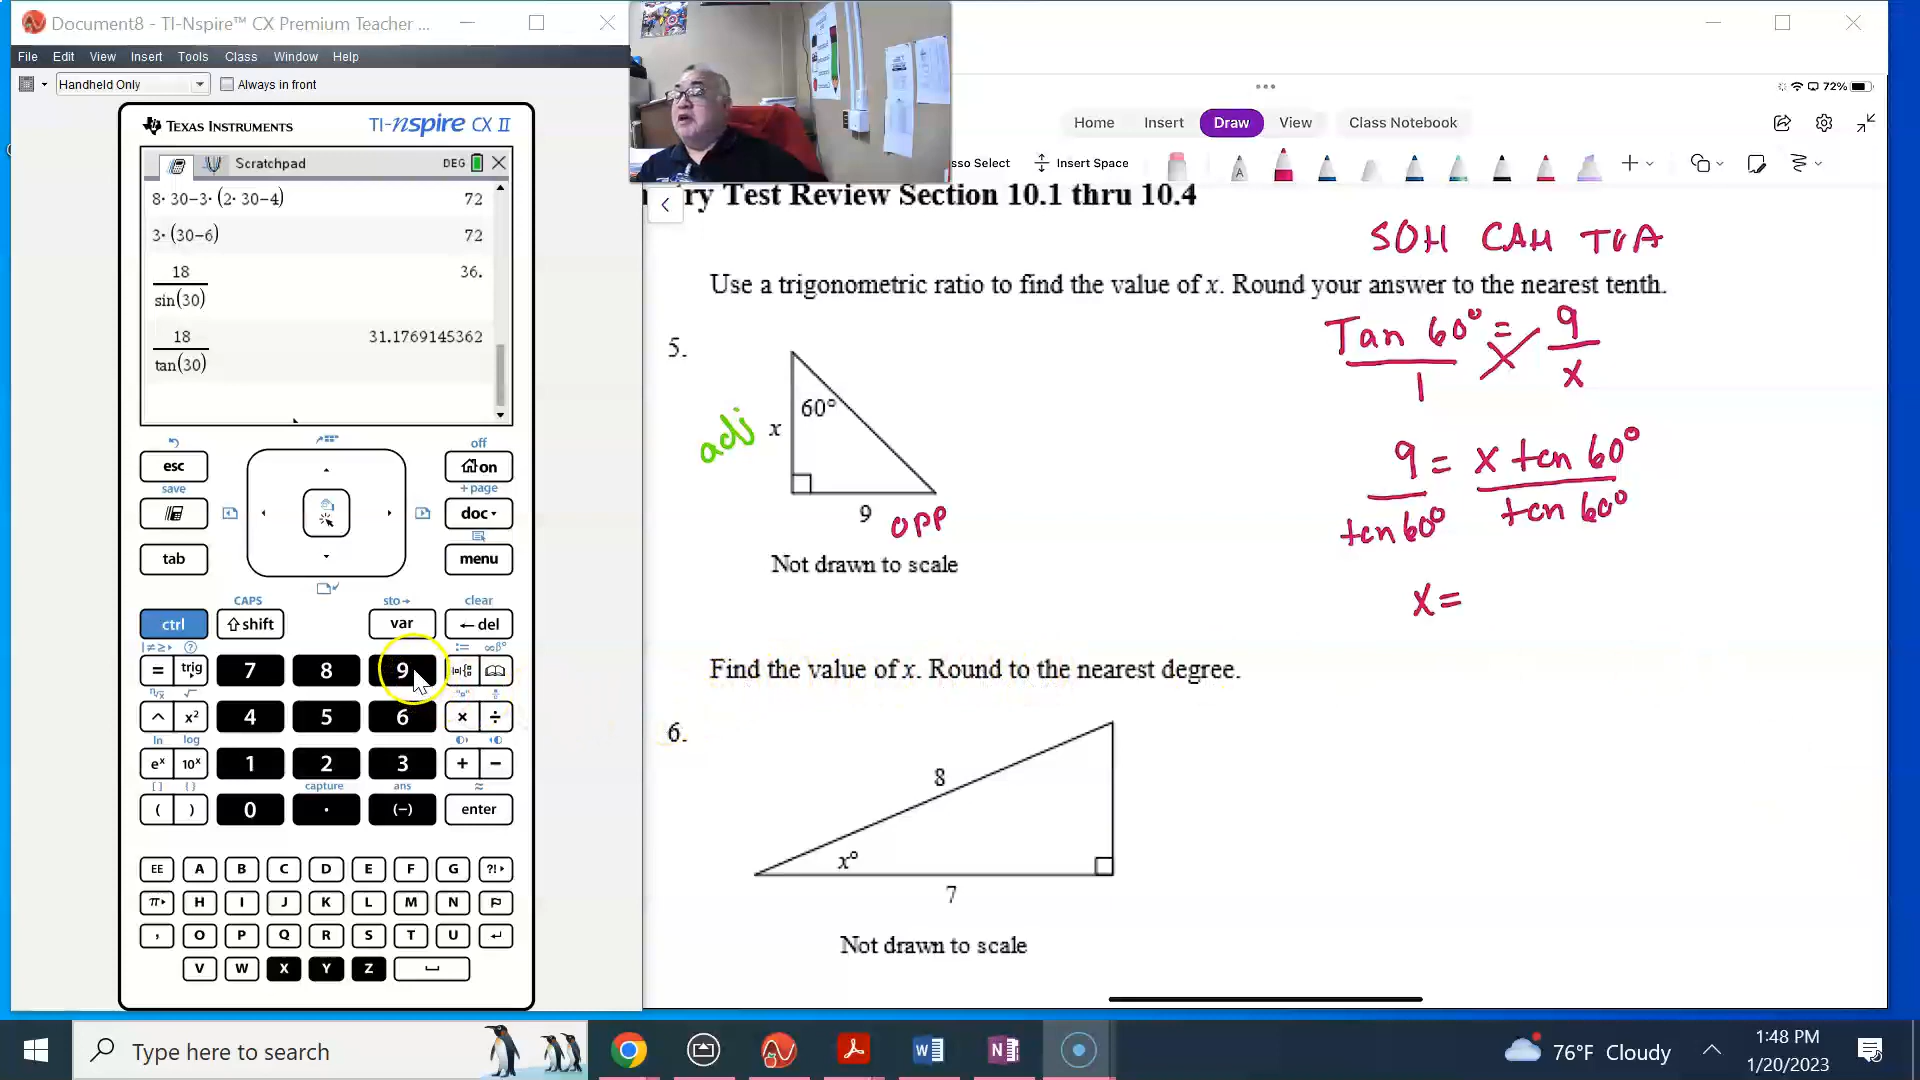 Document8 - TI-Nspire™ CX Premium Teacher ...
File Edit View Insert Tools Class Window Help
Handheld Only
Always in front
TEXAS INSTRUMENTS
TI-nspire CX II
Scratchpad
DEG
8·30-3·(2·30-4) 72
3·(30-6) 72
18
sin(30)
36.
18
tan(30)
31.1769145362
off
esc
on
save
+page
doc
tab
menu
CAPS
sto→
clear
ctrl
shift
var
←del
= trig 7 8 9
^ x² 4 5 6 × ÷
ln log
eˣ 10ˣ 1 2 3 + −
capture ans
( ) 0 . (−) enter
EE A B C D E F G ?!
π H I J K L M N
, O P Q R S T U
V W X Y Z
72%
Home Insert Draw View Class Notebook
sso Select
Insert Space
ry Test Review Section 10.1 thru 10.4
SOH CAH TOA
Use a trigonometric ratio to find the value of x. Round your answer to the nearest tenth.
5.
60°
adj
x
9
opp
Not drawn to scale
Tan 60° = 9
1 x
9 = x tan 60°
tan60° tan 60°
x=
Find the value of x. Round to the nearest degree.
6.
8
x°
7
Not drawn to scale
Type here to search
76°F Cloudy
1:48 PM
1/20/2023